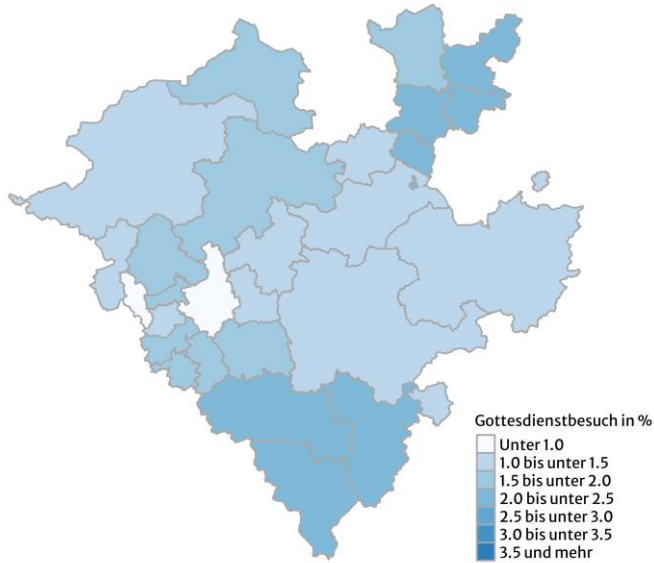 Gottesdienstbesuch in %
Unter 1.0
1.0 bis unter 1.5
1.5 bis unter 2.0
2.0 bis unter 2.5
2.5 bis unter 3.0
3.0 bis unter 3.5
3.5 und mehr